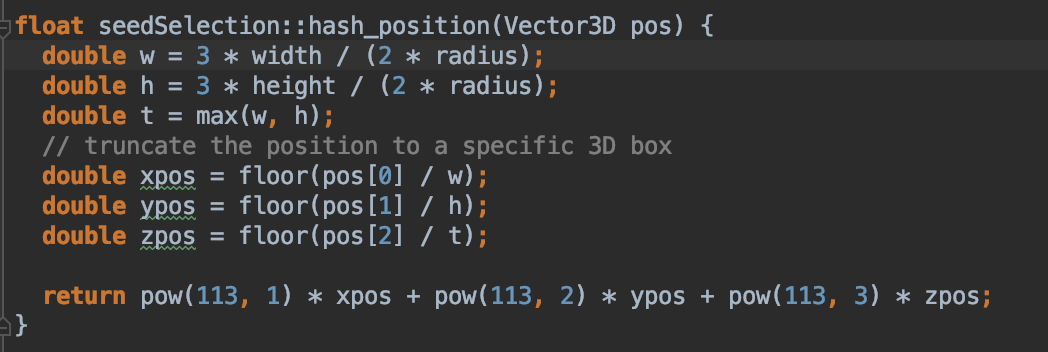 float seedSelection::hash_position(Vector3D pos) {
double w = 3 * width / (2 * radius);
double h = 3 * height / (2 * radius);
double t = max(w, h);
// truncate the position to a specific 3D box
double xpos = floor(pos[0] / w);
double ypos = floor(pos[1] / h);
double zpos = floor(pos[2] / t);
return pow(113, 1) * xpos + pow(113, 2) * ypos + pow(113, 3) * zpos;
}